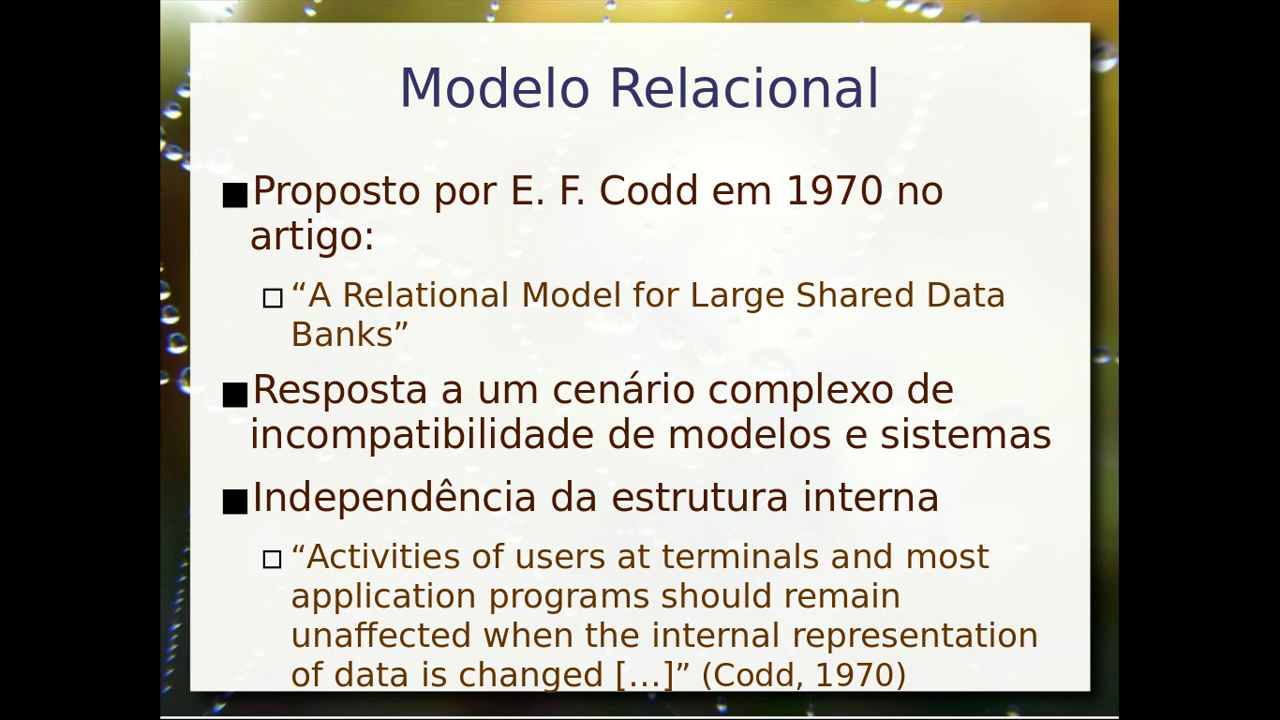 Modelo Relacional
■Proposto por E. F. Codd em 1970 no
artigo:
□ “A Relational Model for Large Shared Data
Banks”
■Resposta a um cenário complexo de
incompatibilidade de modelos e sistemas
■Independência da estrutura interna
□ “Activities of users at terminals and most
application programs should remain
unaffected when the internal representation
of data is changed [...]” (Codd, 1970)